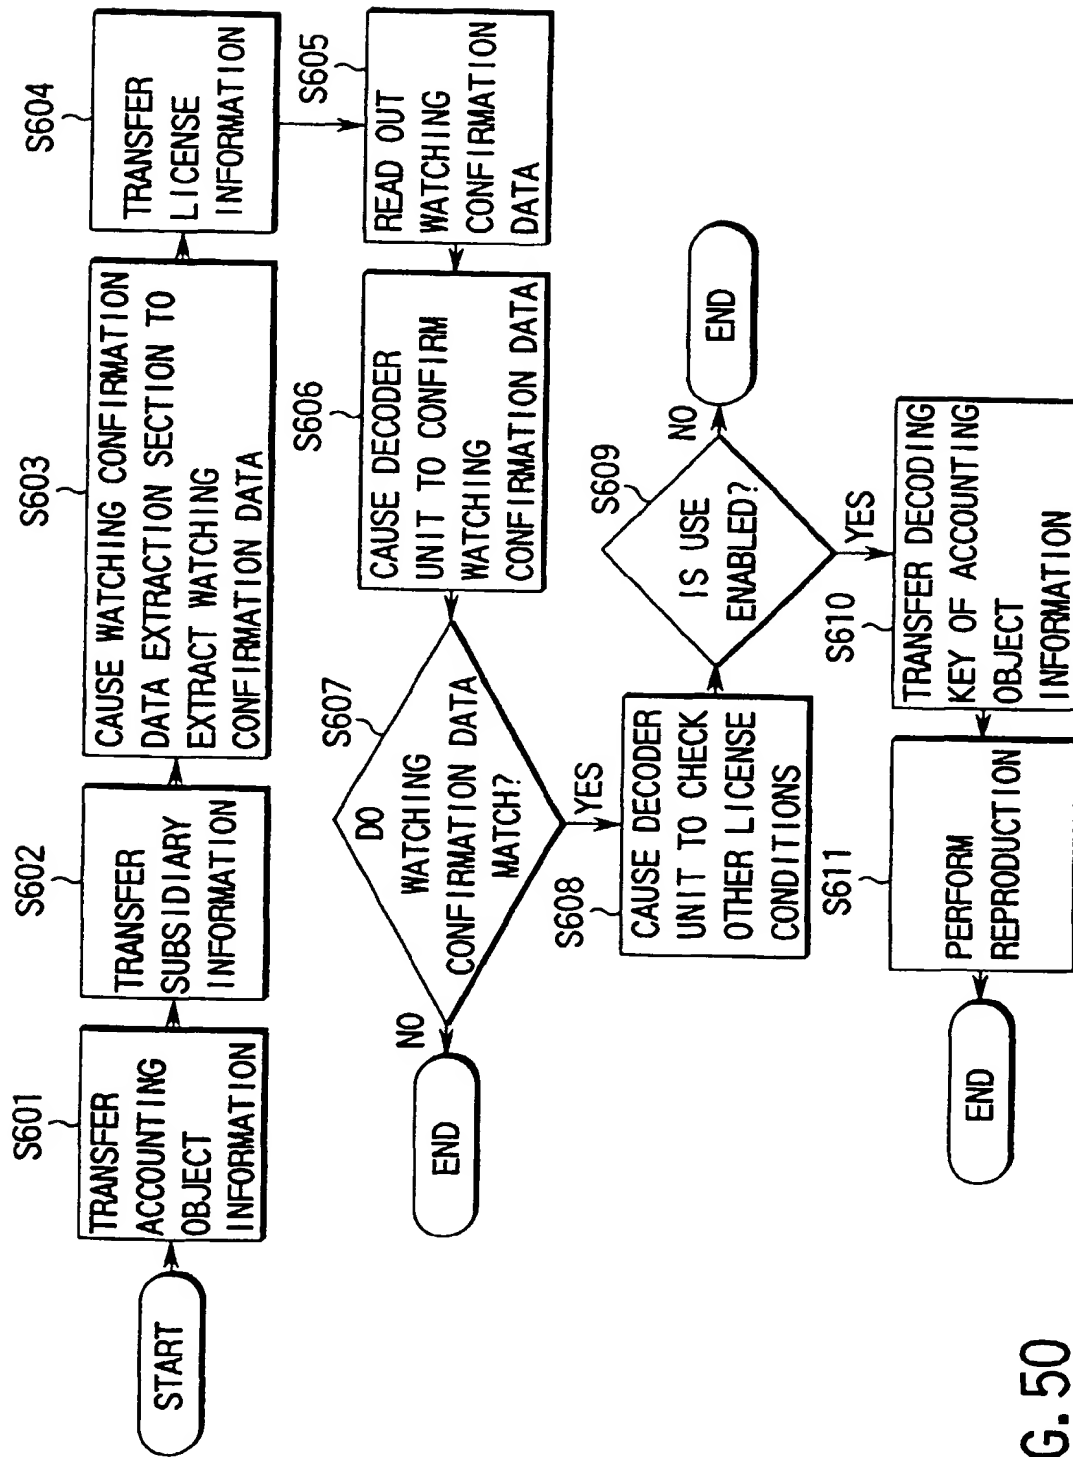 START
S601
TRANSFER
ACCOUNTING
OBJECT
INFORMATION
S602
TRANSFER
SUBSIDIARY
INFORMATION
S603
CAUSE WATCHING CONFIRMATION
DATA EXTRACTION SECTION TO
EXTRACT WATCHING
CONFIRMATION DATA
S604
TRANSFER
LICENSE
INFORMATION
S605
READ OUT
WATCHING
CONFIRMATION
DATA
S606
CAUSE DECODER
UNIT TO CONFIRM
WATCHING
CONFIRMATION DATA
S607
DO
WATCHING
CONFIRMATION DATA
MATCH?
NO
END
YES
S608
CAUSE DECODER
UNIT TO CHECK
OTHER LICENSE
CONDITIONS
S609
IS USE
ENABLED?
NO
END
YES
S610
TRANSFER DECODING
KEY OF ACCOUNTING
OBJECT
INFORMATION
S611
PERFORM
REPRODUCTION
END
G. 50